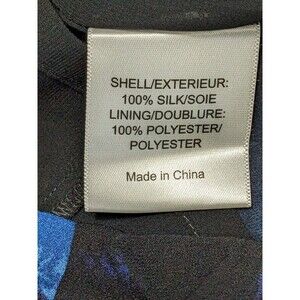 SHELL/EXTERIEUR:
100% SILK/SOIE
LINING/DOUBLURE:
100% POLYESTER/
POLYESTER
Made in China